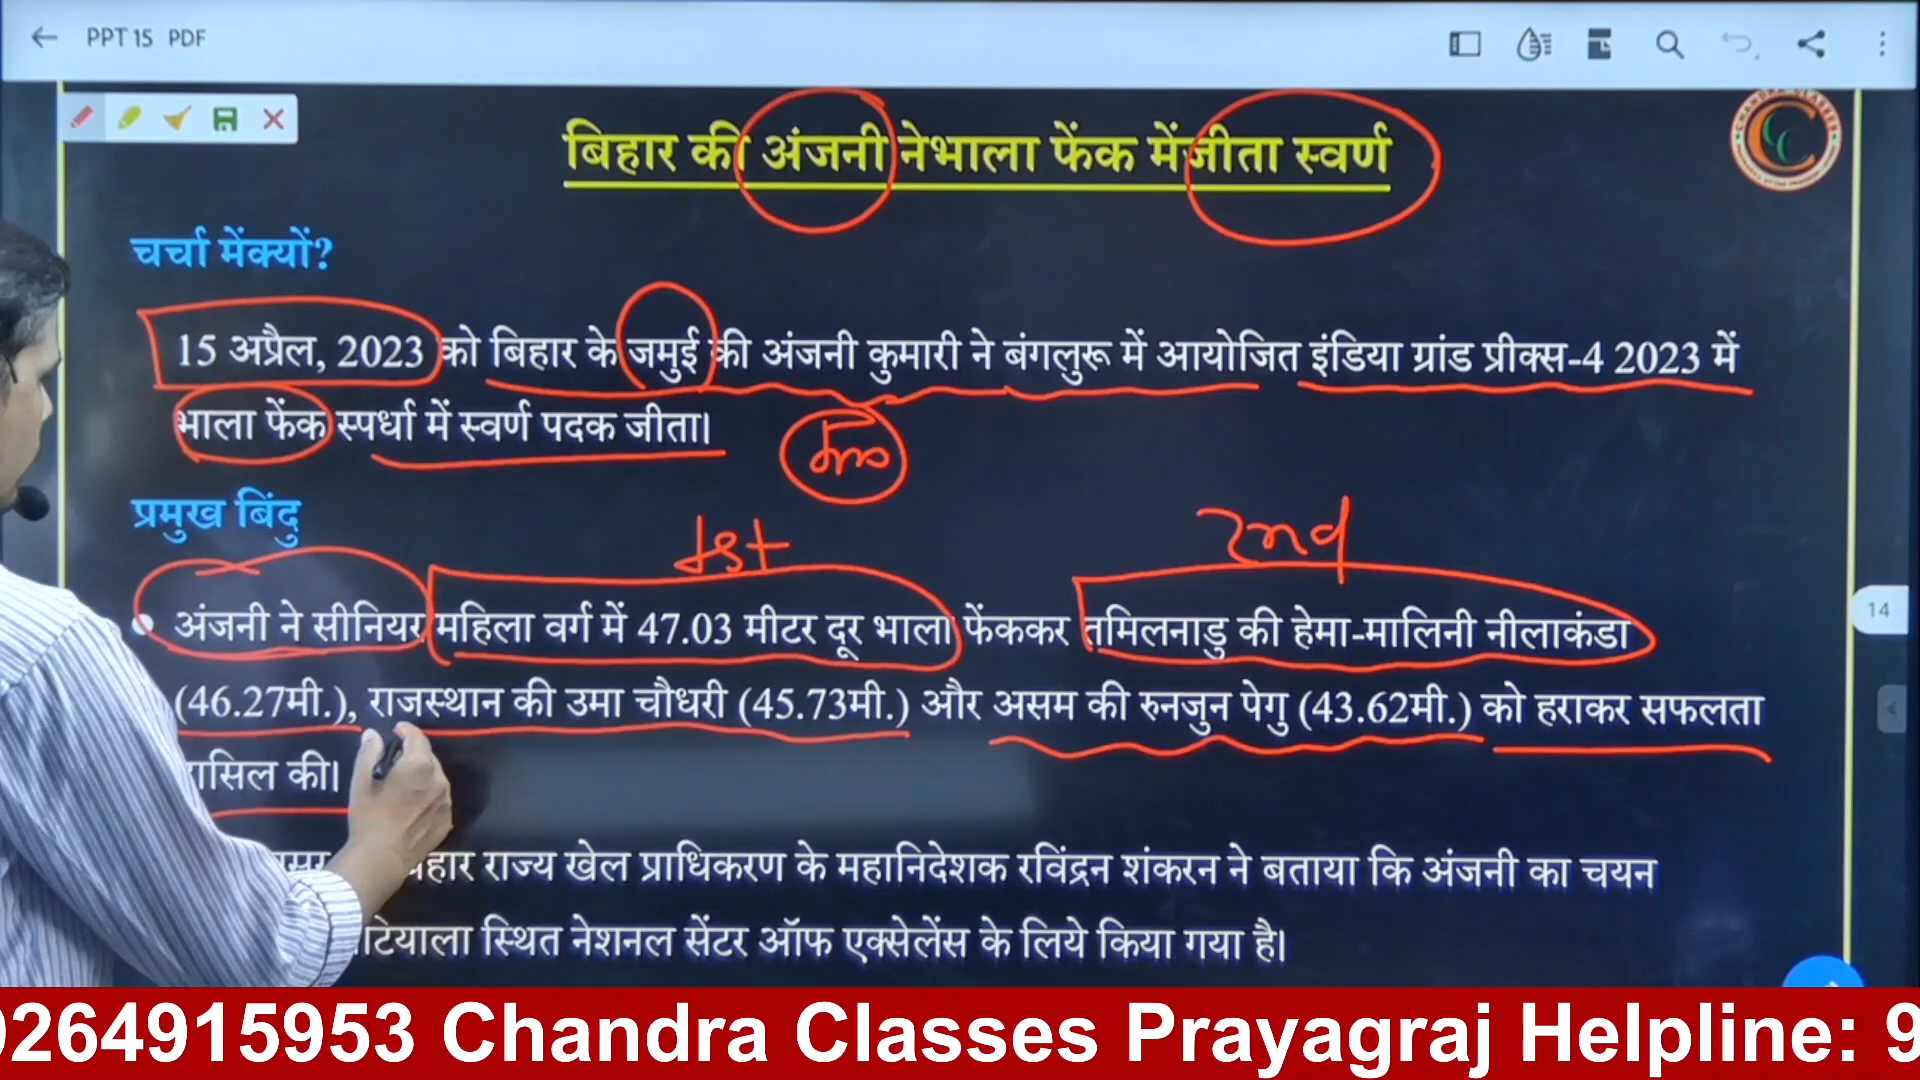 PPT 15 PDF
बिहार की अंजनी नेभाला फेंक मेंजीता स्वर्ण
चर्चा मेंक्यों?
15 अप्रैल, 2023 को बिहार के जमुई की अंजनी कुमारी ने बंगलुरू में आयोजित इंडिया ग्रांड प्रीक्स-4 2023 में
भाला फेंक स्पर्धा में स्वर्ण पदक जीता।
प्रमुख बिंदु
1st
2nd
अंजनी ने सीनियर महिला वर्ग में 47.03 मीटर दूर भाला फेंककर तमिलनाडु की हेमा-मालिनी नीलाकंडा
(46.27मी.), राजस्थान की उमा चौधरी (45.73मी.) और असम की रुनजुन पेगु (43.62मी.) को हराकर सफलता
ासिल की।
राज्य खेल प्राधिकरण के महानिदेशक रविंद्रन शंकरन ने बताया कि अंजनी का चयन
टियाला स्थित नेशनल सेंटर ऑफ एक्सेलेंस के लिये किया गया है।
14
0264915953 Chandra Classes Prayagraj Helpline: 9